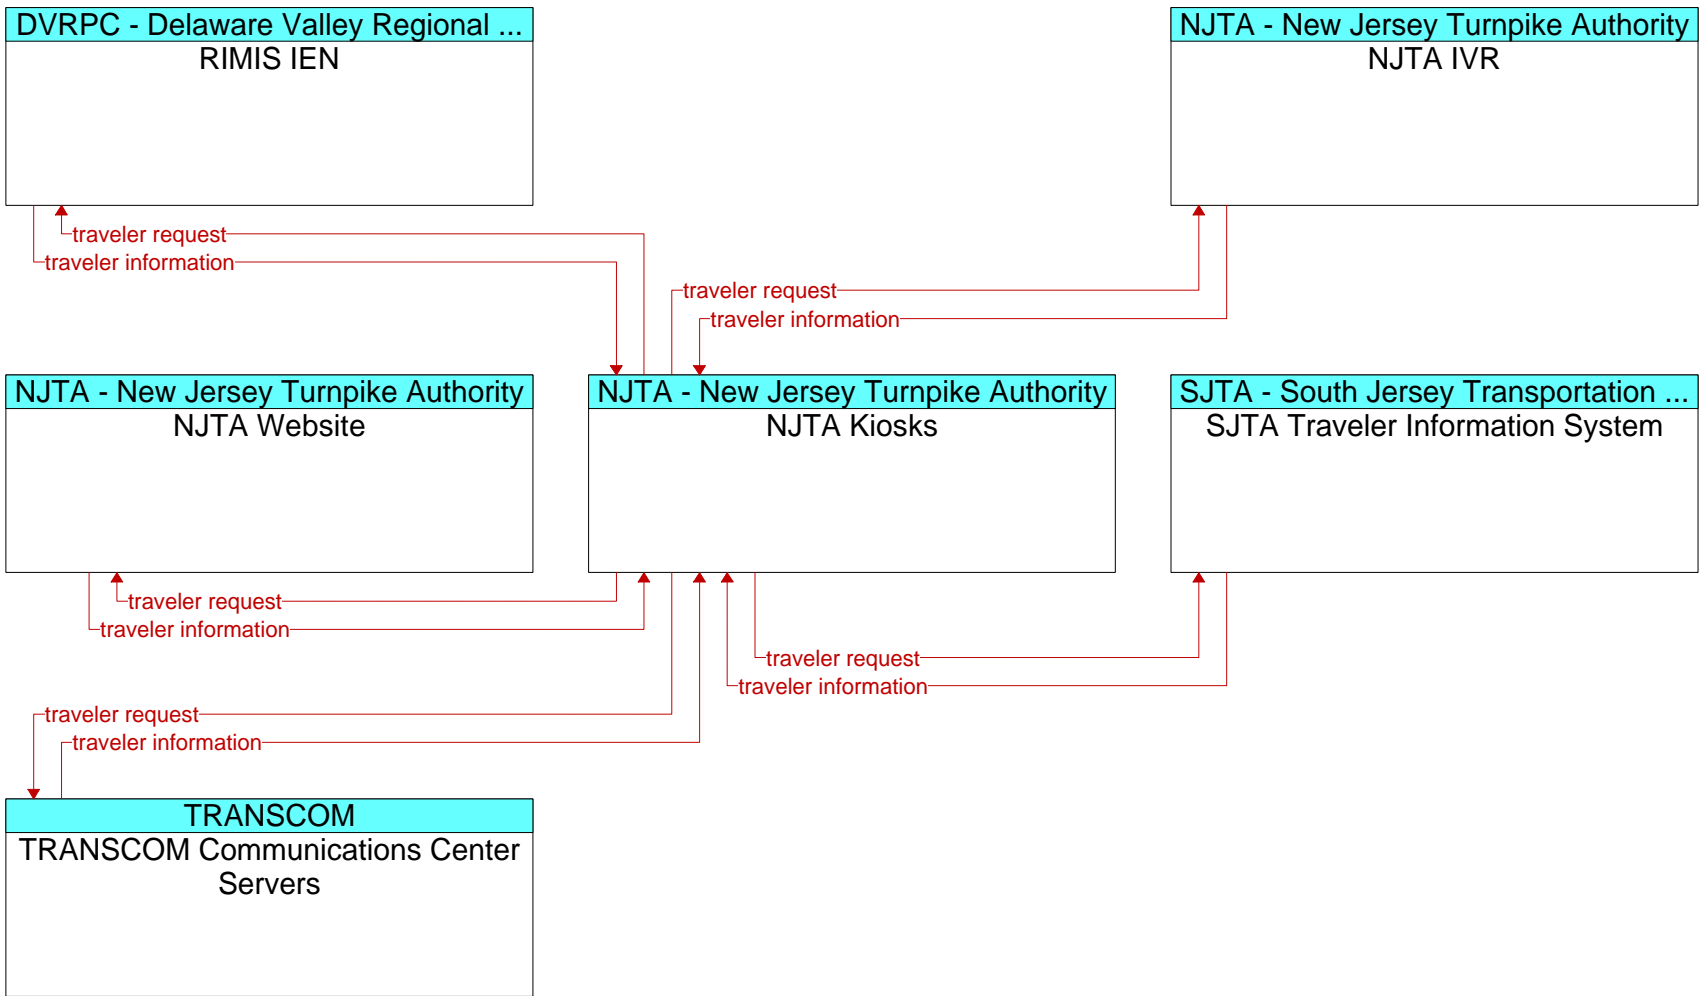 DVRPC - Delaware Valley Regional ...
RIMIS IEN
NJTA - New Jersey Turnpike Authority
NJTA IVR
traveler request
traveler information
traveler request
traveler information
NJTA - New Jersey Turnpike Authority
NJTA Website
NJTA - New Jersey Turnpike Authority
NJTA Kiosks
SJTA - South Jersey Transportation ...
SJTA Traveler Information System
traveler request
traveler information
traveler request
traveler information
traveler request
traveler information
TRANSCOM
TRANSCOM Communications Center
Servers